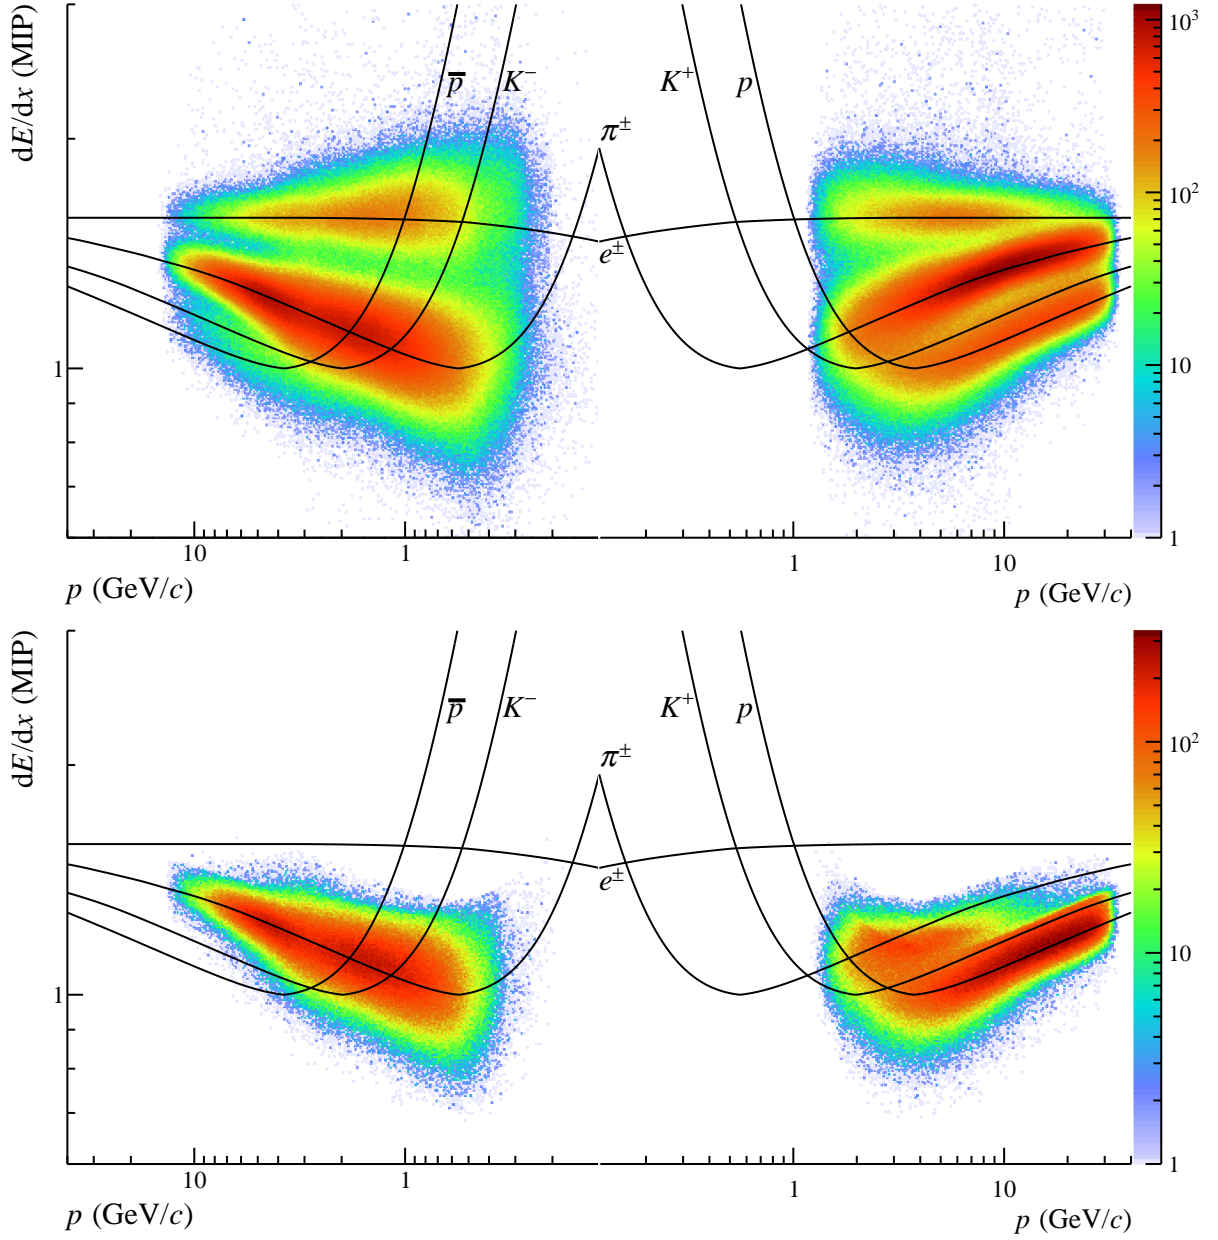 dE/dx (MIP)
p̅ K⁻ K⁺ p
π±
e±
1
10 1 1 10
p (GeV/c) p (GeV/c)
10³
10²
10
1
dE/dx (MIP)
p̅ K⁻ K⁺ p
π±
e±
1
10 1 1 10
p (GeV/c) p (GeV/c)
10²
10
1